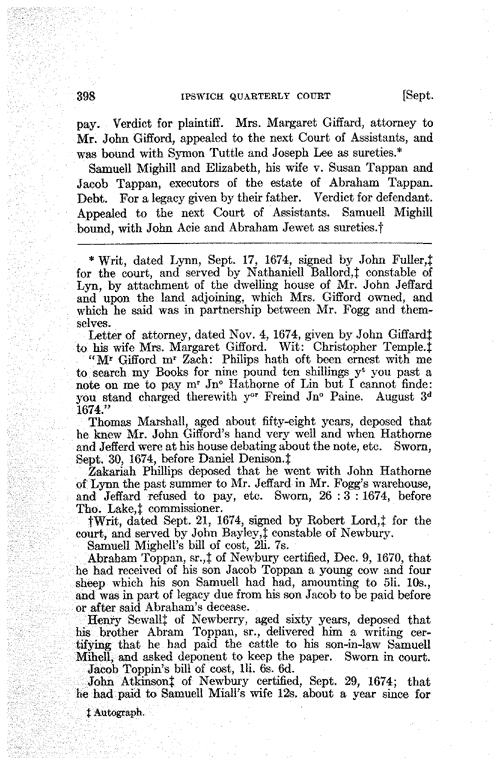 398 IPSWICH QUARTERLY COURT [Sept.
pay. Verdict for plaintiff. Mrs. Margaret Giffard, attorney to
Mr. John Gifford, appealed to the next Court of Assistants, and
was bound with Symon Tuttle and Joseph Lee as sureties.*
Samuell Mighill and Elizabeth, his wife v. Susan Tappan and
Jacob Tappan, executors of the estate of Abraham Tappan.
Debt. For a legacy given by their father. Verdict for defendant.
Appealed to the next Court of Assistants. Samuell Mighill
bound, with John Acie and Abraham Jewet as sureties.†
* Writ, dated Lynn, Sept. 17, 1674, signed by John Fuller,‡
for the court, and served by Nathaniell Ballord,‡ constable of
Lyn, by attachment of the dwelling house of Mr. John Jeffard
and upon the land adjoining, which Mrs. Gifford owned, and
which he said was in partnership between Mr. Fogg and them-
selves.
Letter of attorney, dated Nov. 4, 1674, given by John Giffard‡
to his wife Mrs. Margaret Gifford. Wit: Christopher Temple.‡
"Mʳ Gifford mʳ Zach: Philips hath oft been ernest with me
to search my Books for nine pound ten shillings yᵗ you past a
note on me to pay mʳ Jnᵒ Hathorne of Lin but I cannot finde:
you stand charged therewith yᵒʳ Freind Jnᵒ Paine. August 3ᵈ
1674."
Thomas Marshall, aged about fifty-eight years, deposed that
he knew Mr. John Gifford's hand very well and when Hathorne
and Jefferd were at his house debating about the note, etc. Sworn,
Sept. 30, 1674, before Daniel Denison.‡
Zakariah Phillips deposed that he went with John Hathorne
of Lynn the past summer to Mr. Jeffard in Mr. Fogg's warehouse,
and Jeffard refused to pay, etc. Sworn, 26 : 3 : 1674, before
Tho. Lake,‡ commissioner.
†Writ, dated Sept. 21, 1674, signed by Robert Lord,‡ for the
court, and served by John Bayley,‡ constable of Newbury.
Samuell Mighell's bill of cost, 2li. 7s.
Abraham Toppan, sr.,‡ of Newbury certified, Dec. 9, 1670, that
he had received of his son Jacob Toppan a young cow and four
sheep which his son Samuell had had, amounting to 5li. 10s.,
and was in part of legacy due from his son Jacob to be paid before
or after said Abraham's decease.
Henry Sewall‡ of Newberry, aged sixty years, deposed that
his brother Abram Toppan, sr., delivered him a writing cer-
tifying that he had paid the cattle to his son-in-law Samuell
Mihell, and asked deponent to keep the paper. Sworn in court.
Jacob Toppin's bill of cost, 1li. 6s. 6d.
John Atkinson‡ of Newbury certified, Sept. 29, 1674; that
he had paid to Samuell Miall's wife 12s. about a year since for
‡ Autograph.